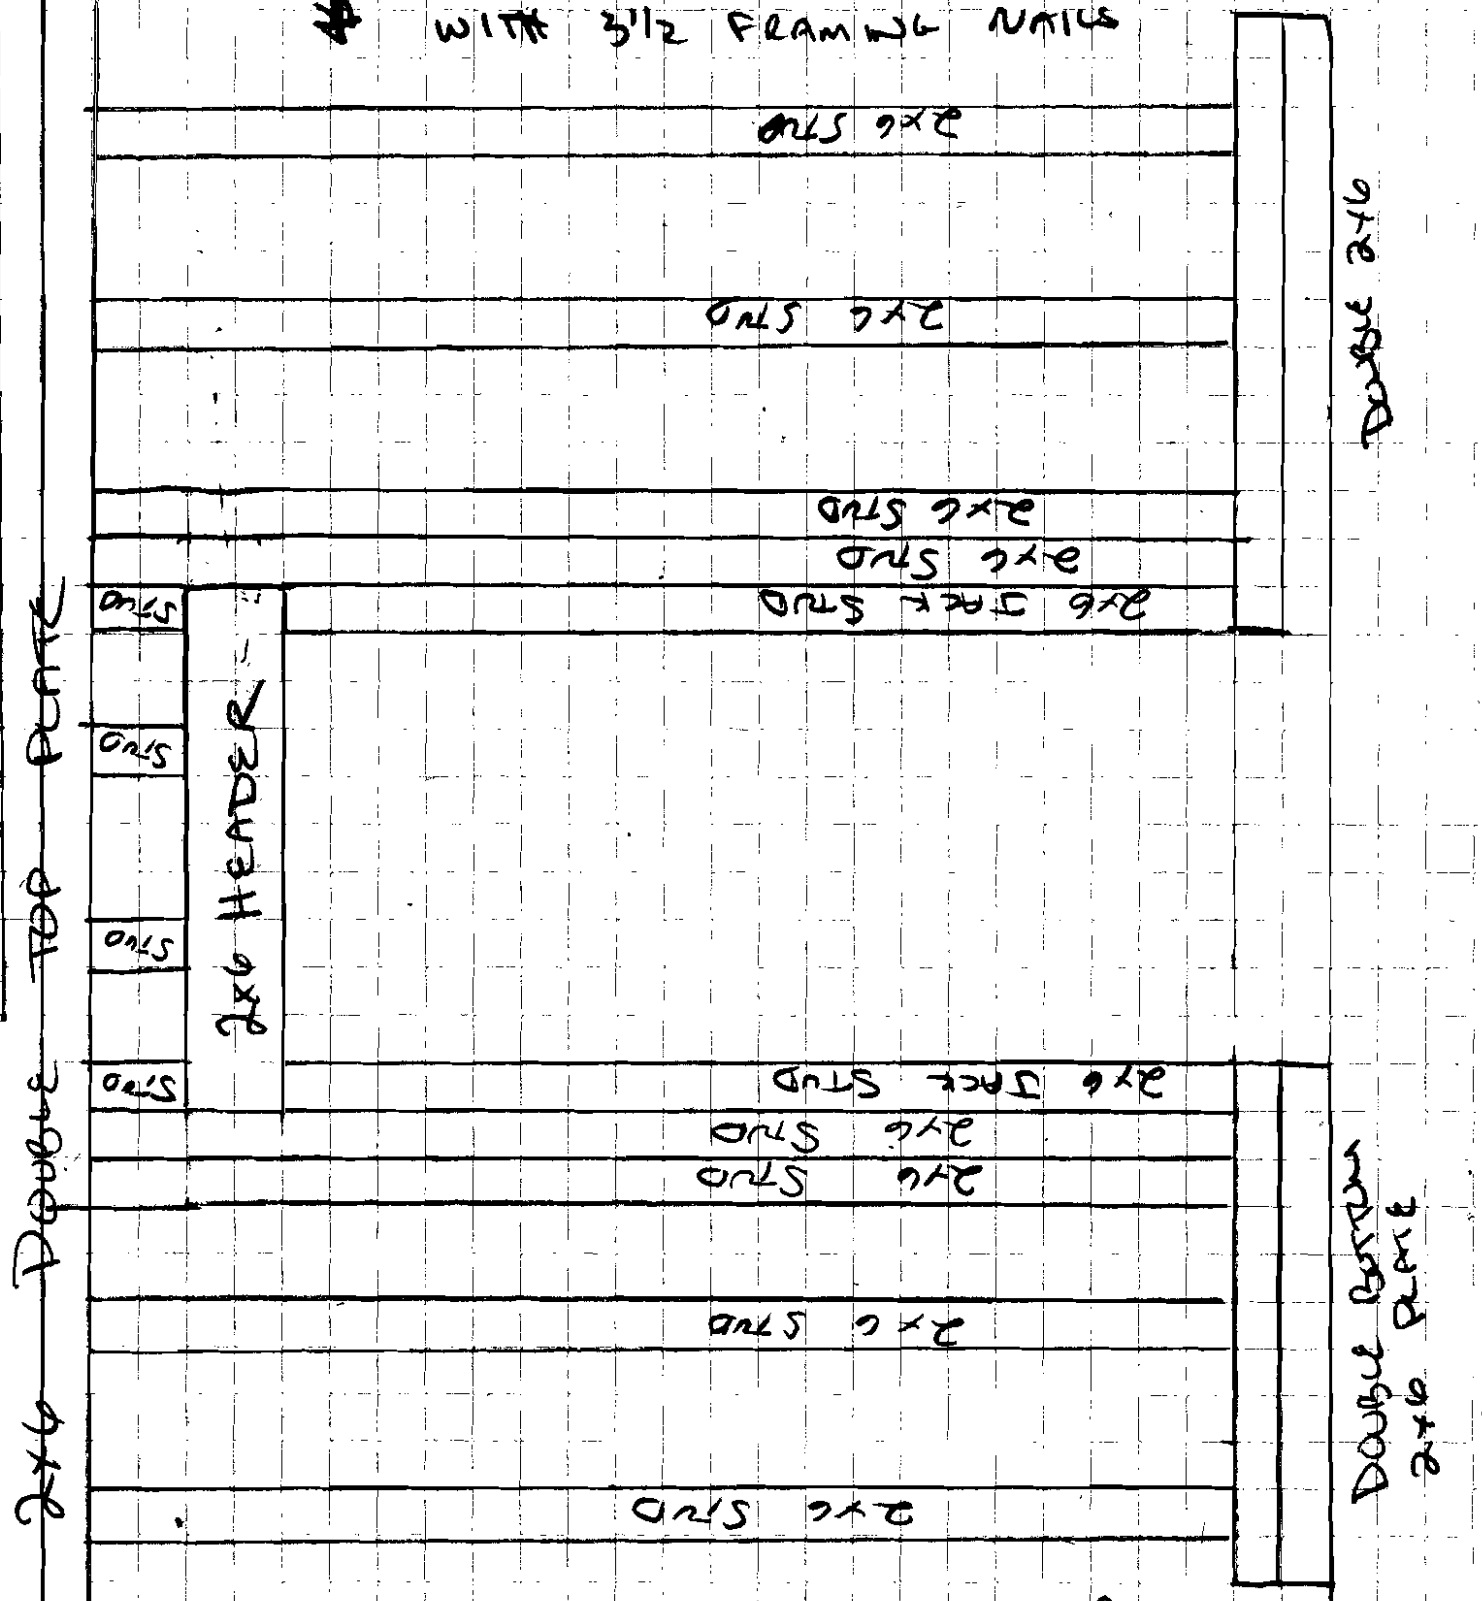 WITH 3 1/2 FRAMING NAILS
2x6 STUD
2x6 STUD
DOUBLE 2x6
2x6 STUD
2x6 STUD
2x6 JACK STUD
STUD
STUD
STUD
STUD
2x6 HEADER
2x6 DOUBLE TOP PLATE
2x6 JACK STUD
2x6 STUD
2x6 STUD
2x6 STUD
2x6 STUD
DOUBLE BOTTOM
2x6 PLATE